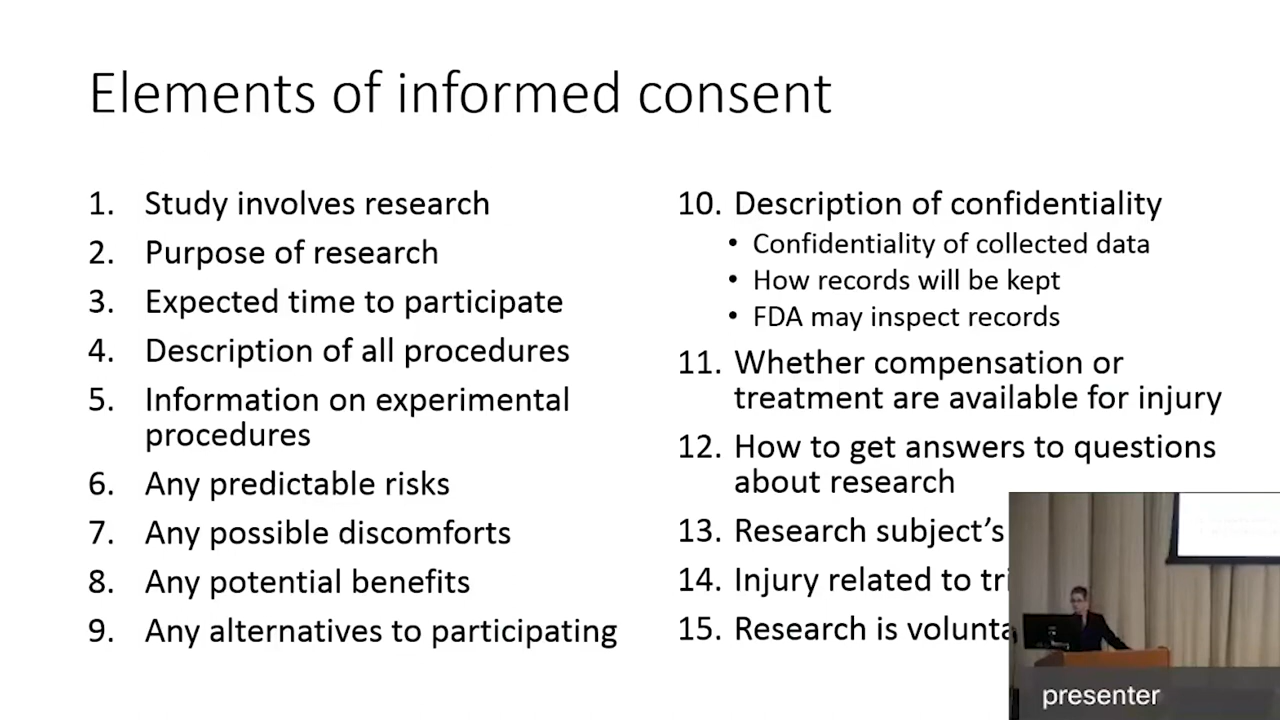 Elements of informed consent
1. Study involves research
2. Purpose of research
3. Expected time to participate
4. Description of all procedures
5. Information on experimental
procedures
6. Any predictable risks
7. Any possible discomforts
8. Any potential benefits
9. Any alternatives to participating
10. Description of confidentiality
• Confidentiality of collected data
• How records will be kept
• FDA may inspect records
11. Whether compensation or
treatment are available for injury
12. How to get answers to questions
about research
13. Research subject’s
14. Injury related to
15. Research is
presenter